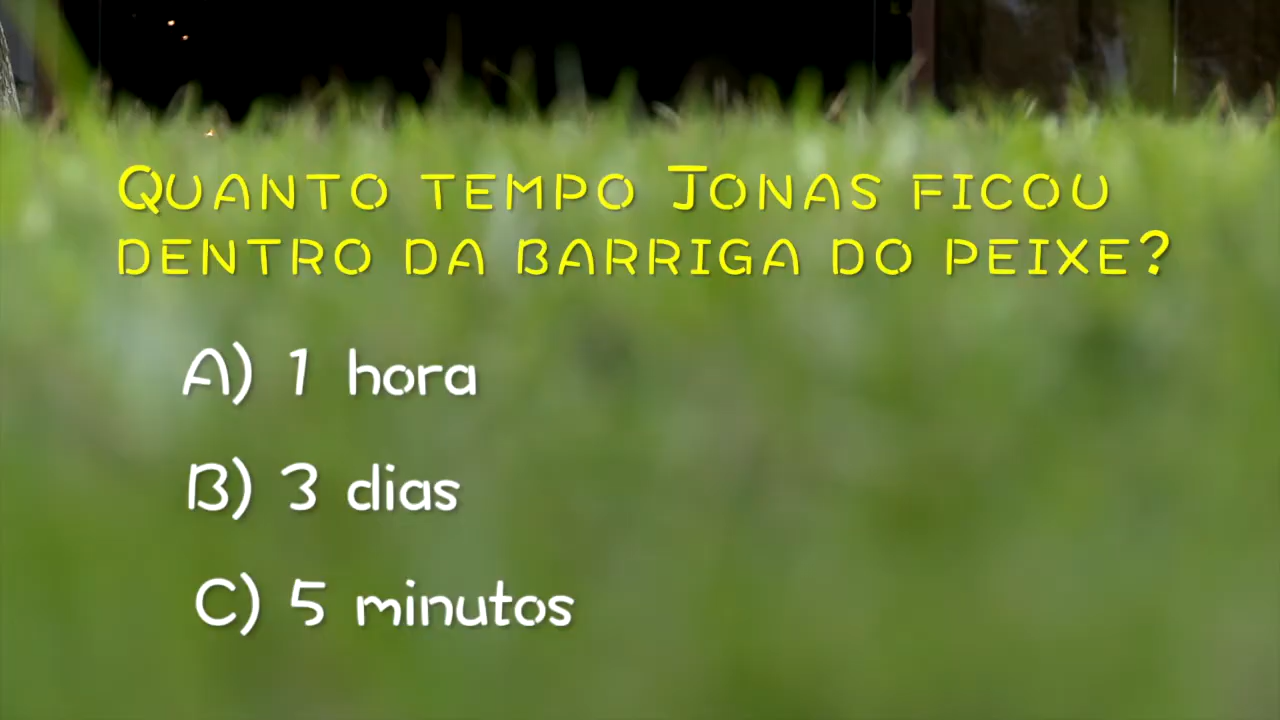 Quanto tempo Jonas ficou
dentro da barriga do peixe?
A) 1 hora
B) 3 dias
C) 5 minutos